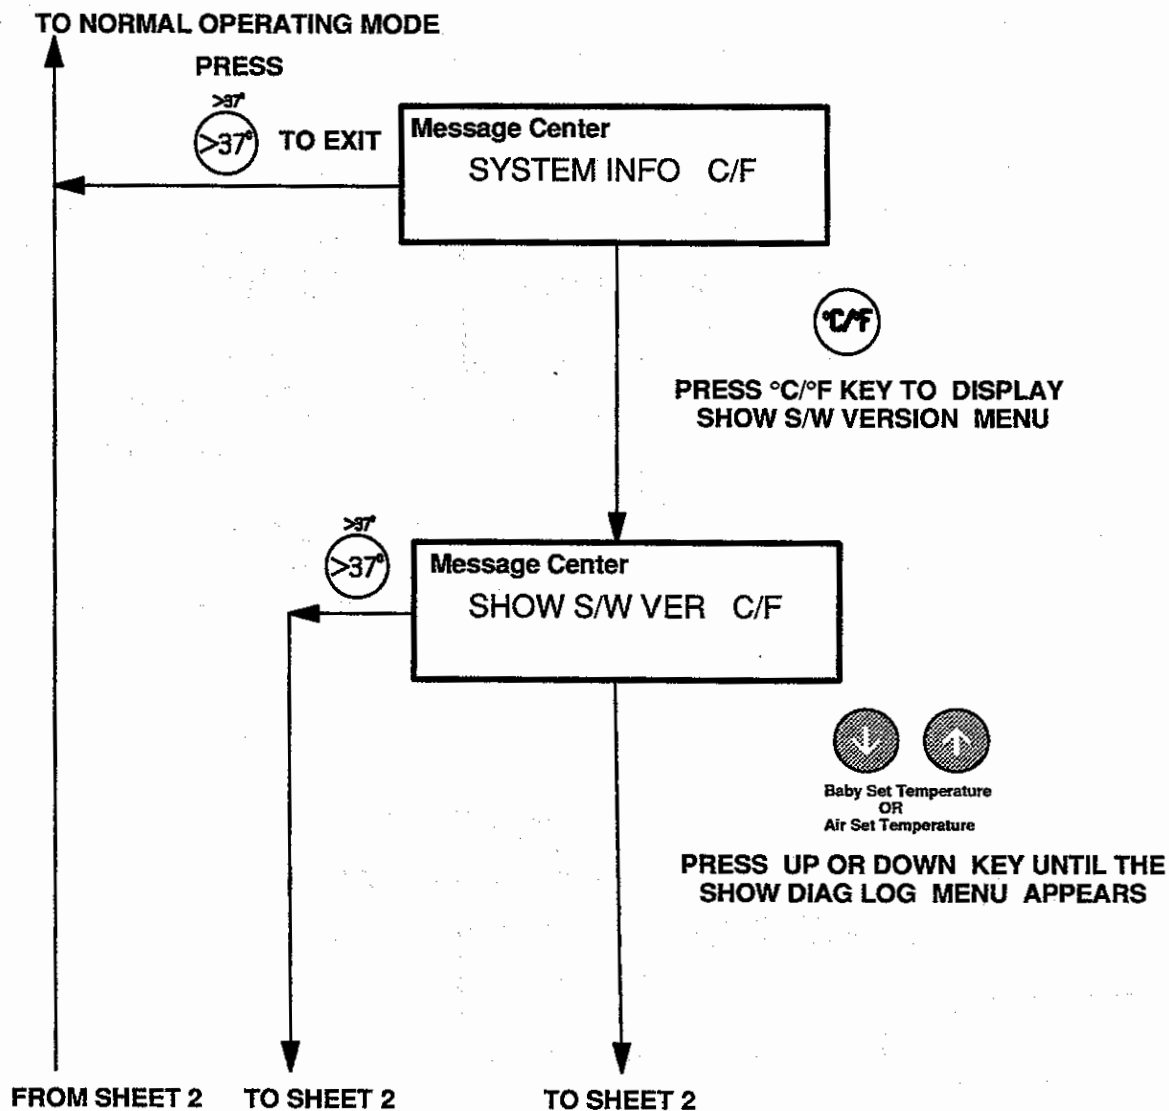 TO NORMAL OPERATING MODE
PRESS
>37°
>37° TO EXIT
Message Center
SYSTEM INFO C/F
°C/°F
PRESS °C/°F KEY TO DISPLAY
SHOW S/W VERSION MENU
>37°
>37°
Message Center
SHOW S/W VER C/F
Baby Set Temperature
OR
Air Set Temperature
PRESS UP OR DOWN KEY UNTIL THE
SHOW DIAG LOG MENU APPEARS
FROM SHEET 2 TO SHEET 2 TO SHEET 2